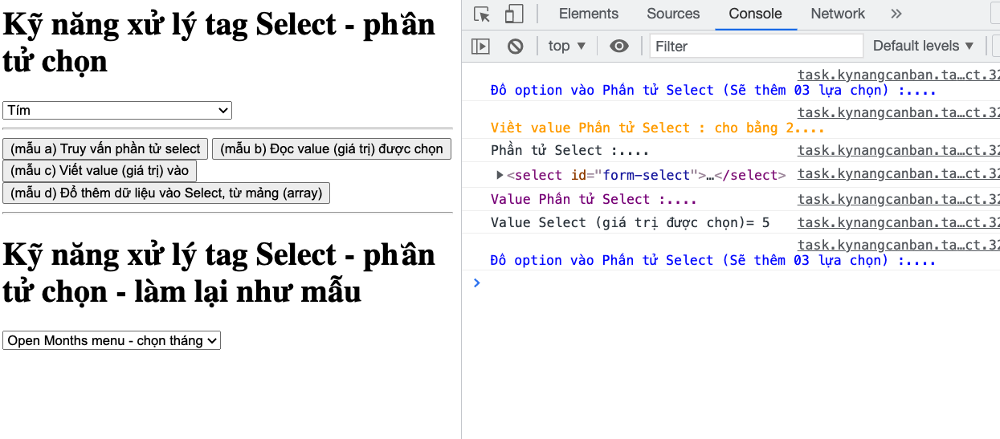 Kỹ năng xử lý tag Select - phần
tử chọn
Tím
(mẫu a) Truy vấn phần tử select
(mẫu b) Đọc value (giá trị) được chọn
(mẫu c) Viết value (giá trị) vào
(mẫu d) Đổ thêm dữ liệu vào Select, từ mảng (array)
Kỹ năng xử lý tag Select - phần
tử chọn - làm lại như mẫu
Open Months menu - chọn tháng
Elements Sources Console Network »
top ▼ Filter Default levels ▼
task.kynangcanban.ta…ct.32
Đổ option vào Phần tử Select (Sẽ thêm 03 lựa chọn) :....
task.kynangcanban.ta…ct.32
Viết value Phần tử Select : cho bằng 2....
Phần tử Select :.... task.kynangcanban.ta…ct.32
▶<select id="form-select">…</select> task.kynangcanban.ta…ct.32
Value Phần tử Select :.... task.kynangcanban.ta…ct.32
Value Select (giá trị được chọn)= 5 task.kynangcanban.ta…ct.32
task.kynangcanban.ta…ct.32
Đổ option vào Phần tử Select (Sẽ thêm 03 lựa chọn) :....